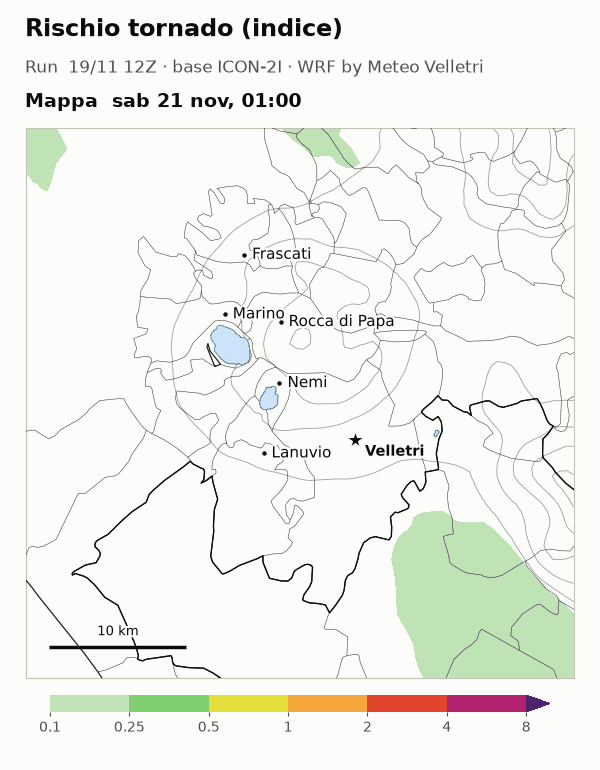 Rischio tornado (indice)
Run  19/11 12Z · base ICON-2I · WRF by Meteo Velletri
Mappa  sab 21 nov, 01:00
Frascati
Marino
Rocca di Papa
Nemi
Velletri
Lanuvio
10 km
0.1 0.25 0.5 1 2 4 8